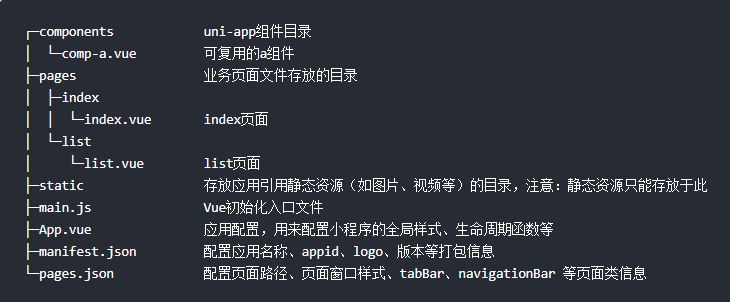 ┌─components            uni-app组件目录
│  └─comp-a.vue         可复用的a组件
├─pages                 业务页面文件存放的目录
│  ├─index
│  │  └─index.vue       index页面
│  └─list
│     └─list.vue        list页面
├─static                存放应用引用静态资源（如图片、视频等）的目录，注意：静态资源只能存放于此
├─main.js               Vue初始化入口文件
├─App.vue               应用配置，用来配置小程序的全局样式、生命周期函数等
├─manifest.json         配置应用名称、appid、logo、版本等打包信息
└─pages.json            配置页面路径、页面窗口样式、tabBar、navigationBar 等页面类信息